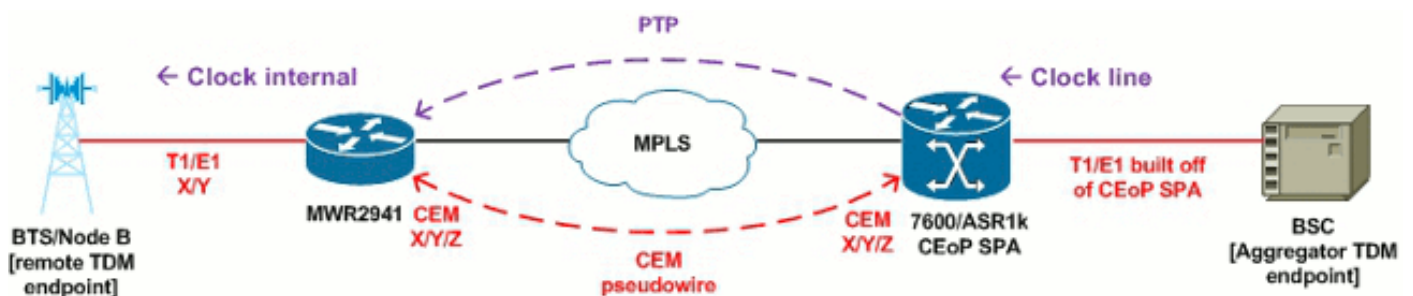 PTP
← Clock internal
← Clock line
MPLS
T1/E1
X/Y
T1/E1 built off
of CEoP SPA
MWR2941
CEM
X/Y/Z
CEM
X/Y/Z
7600/ASR1k
CEoP SPA
BTS/Node B
[remote TDM
endpoint]
CEM
pseudowire
BSC
[Aggregator TDM
endpoint]